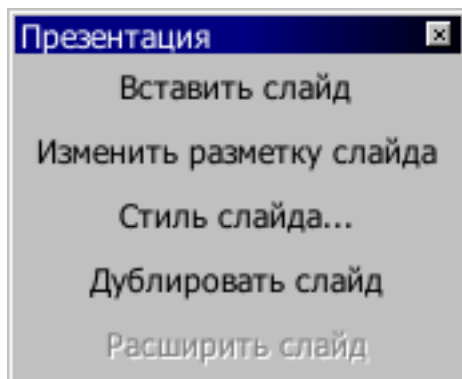 Презентация
Вставить слайд
Изменить разметку слайда
Стиль слайда...
Дублировать слайд
Расширить слайд